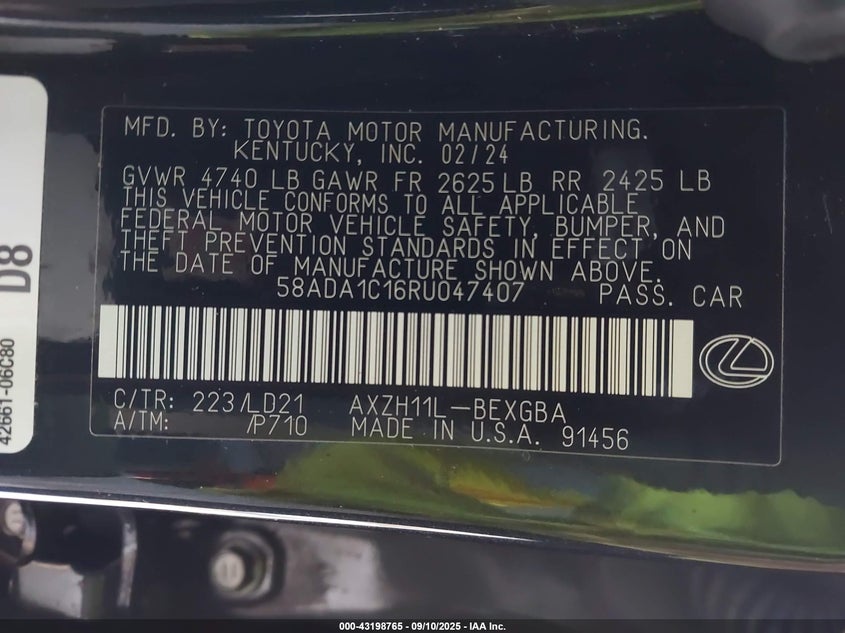 MFD. BY: TOYOTA MOTOR MANUFACTURING.
KENTUCKY, INC. 02/24
GVWR 4740 LB GAWR FR 2625 LB RR 2425 LB
THIS VEHICLE CONFORMS TO ALL APPLICABLE
FEDERAL MOTOR VEHICLE SAFETY, BUMPER, AND
THEFT PREVENTION STANDARDS IN EFFECT ON
THE DATE OF MANUFACTURE SHOWN ABOVE.
58ADA1C16RU047407 PASS. CAR
C/TR: 223/LD21 AXZH11L-BEXGBA
A/TM: /P710 MADE IN U.S.A. 91456
D8
42661-06C80
000-43198765 - 09/10/2025 - IAA Inc.